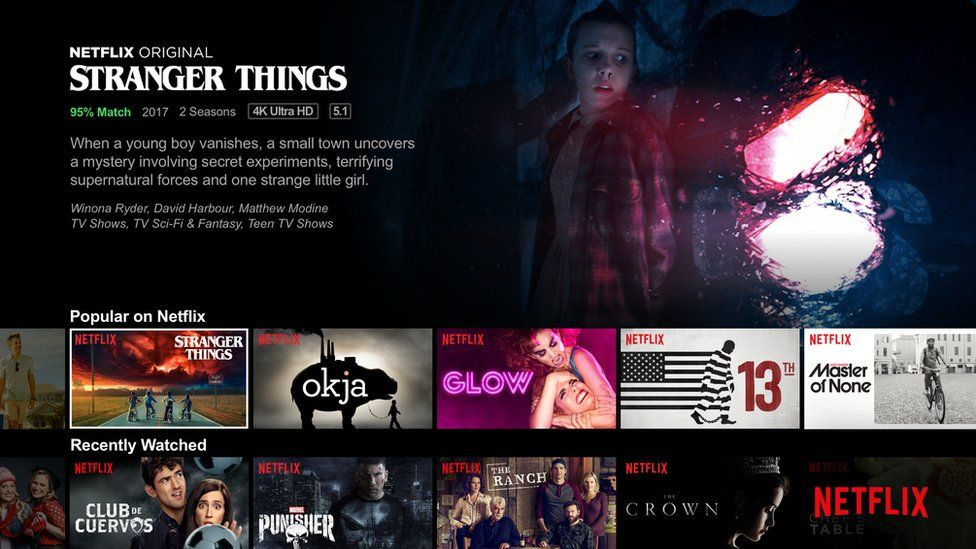 NETFLIX ORIGINAL
STRANGER THINGS
95% Match 2017 2 Seasons 4K Ultra HD 5.1
When a young boy vanishes, a small town uncovers
a mystery involving secret experiments, terrifying
supernatural forces and one strange little girl.
Winona Ryder, David Harbour, Matthew Modine
TV Shows, TV Sci-Fi & Fantasy, Teen TV Shows
Popular on Netflix
NETFLIX
STRANGER
THINGS
NETFLIX
okja
NETFLIX
GLOW
NETFLIX
13TH
NETFLIX
Master
of None
Recently Watched
NETFLIX
CLUB DE
CUERVOS
NETFLIX
MARVEL
PUNISHER
NETFLIX
THE
RANCH
NETFLIX
THE
CROWN
NETFLIX
NETFLIX
CHEF'S
TABLE